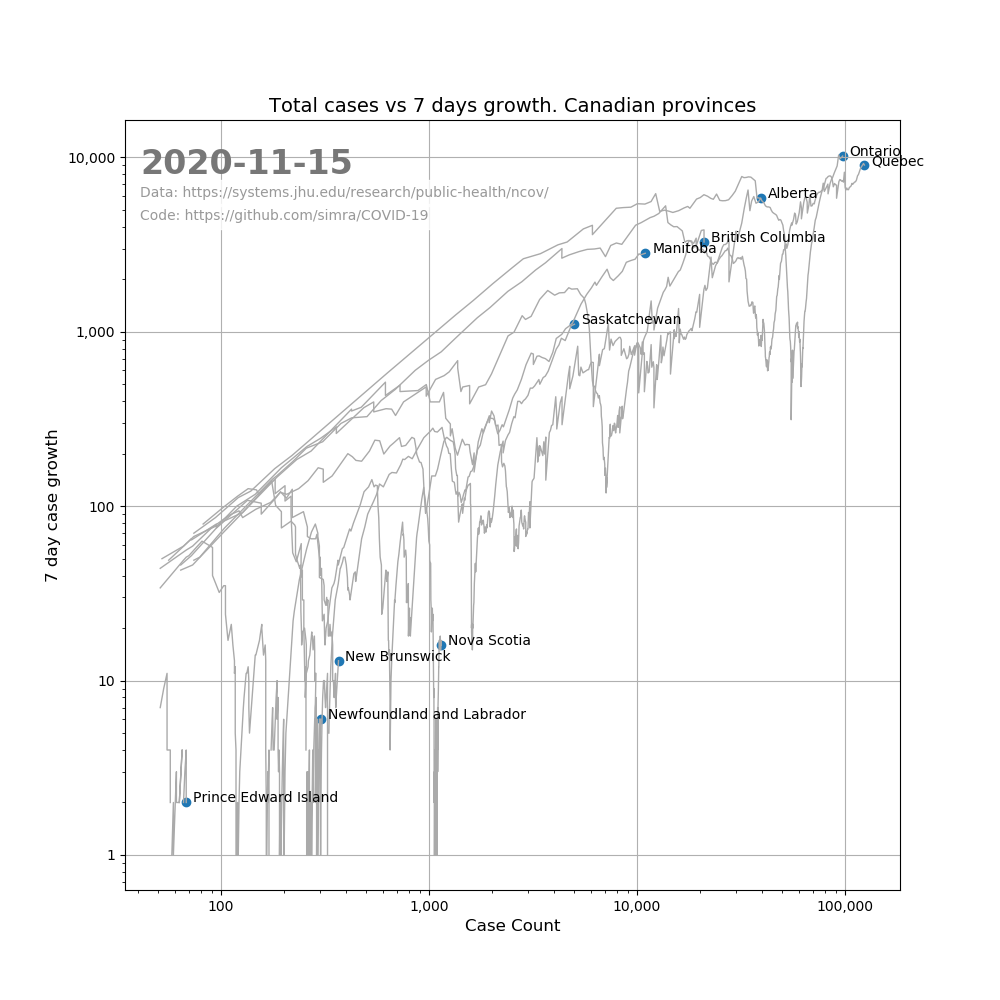 Total cases vs 7 days growth. Canadian provinces
2020-11-15
Data: https://systems.jhu.edu/research/public-health/ncov/
Code: https://github.com/simra/COVID-19
Ontario
Quebec
Alberta
British Columbia
Manitoba
Saskatchewan
Nova Scotia
New Brunswick
Newfoundland and Labrador
Prince Edward Island
7 day case growth
10,000
1,000
100
10
1
100
1,000
10,000
100,000
Case Count